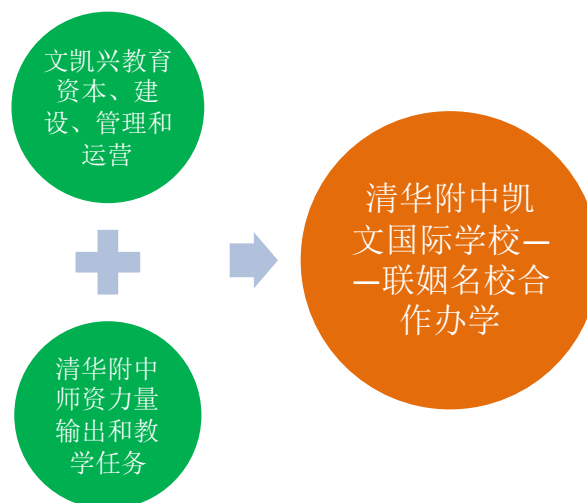 文凯兴教育
资本、建
设、管理和
运营
清华附中
师资力量
输出和教
学任务
清华附中凯
文国际学校—
—联姻名校合
作办学